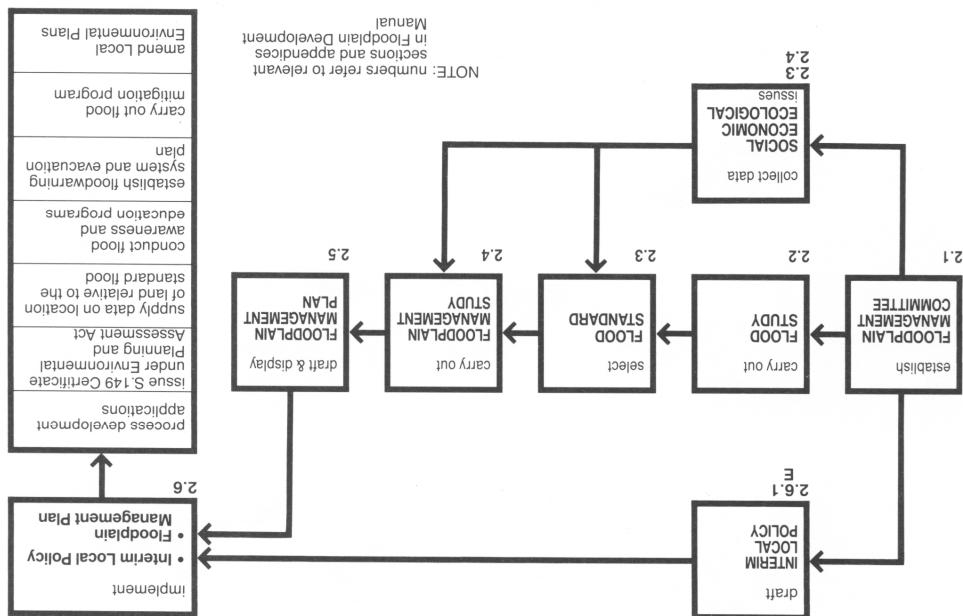 draft
INTERIM
LOCAL
POLICY
2.6.1
E
implement
• Interim Local Policy
• Floodplain
Management Plan
2.6
establish
FLOODPLAIN
MANAGEMENT
COMMITTEE
2.1
carry out
FLOOD
STUDY
2.2
select
FLOOD
STANDARD
2.3
carry out
FLOODPLAIN
MANAGEMENT
STUDY
2.4
draft & display
FLOODPLAIN
MANAGEMENT
PLAN
2.5
collect data
SOCIAL
ECONOMIC
ECOLOGICAL
issues
2.3
2.4
process development
applications
issue S.149 Certificate
under Environmental
Planning and
Assessment Act
supply data on location
of land relative to the
standard flood
conduct flood
awareness and
education programs
establish floodwarning
system and evacuation
plan
carry out flood
mitigation program
amend Local
Environmental Plans
NOTE: numbers refer to relevant
sections and appendices
in Floodplain Development
Manual